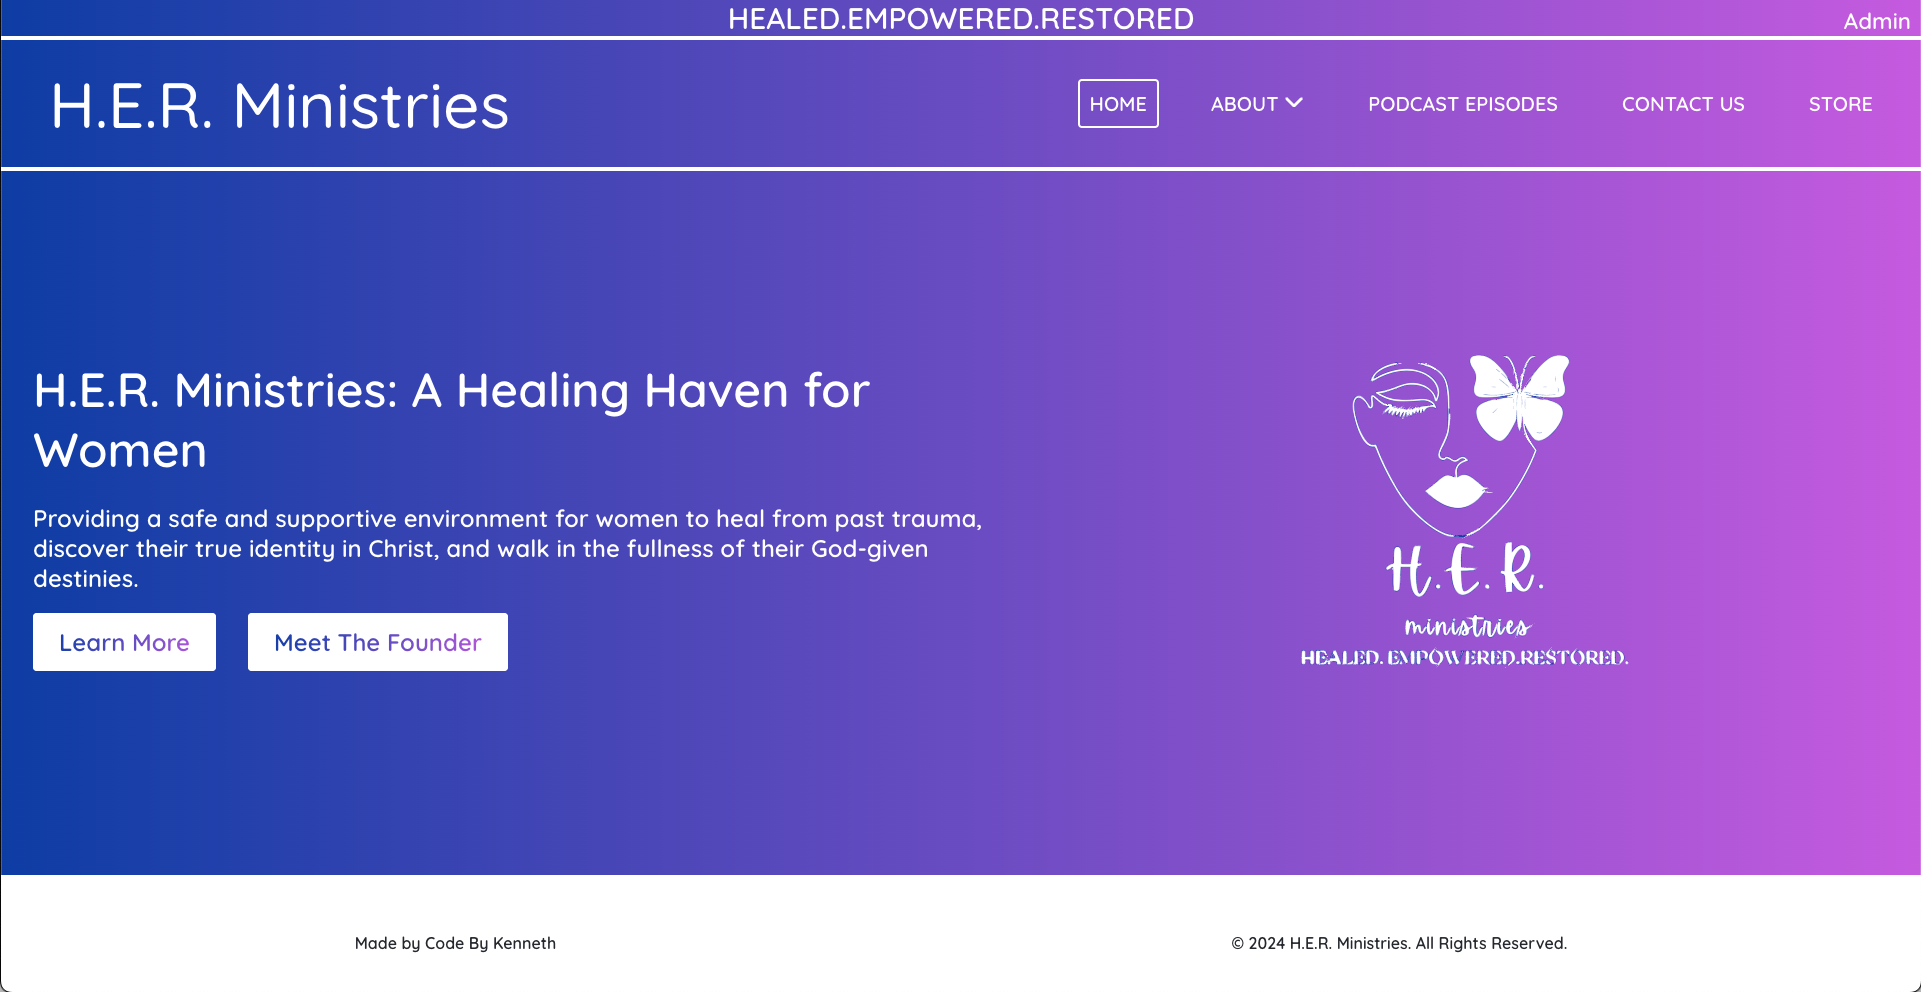 HEALED.EMPOWERED.RESTORED
Admin
H.E.R. Ministries
HOME
ABOUT
PODCAST EPISODES
CONTACT US
STORE
H.E.R. Ministries: A Healing Haven for
Women
Providing a safe and supportive environment for women to heal from past trauma,
discover their true identity in Christ, and walk in the fullness of their God-given
destinies.
Learn More
Meet The Founder
H.E.R.
ministries
HEALED. EMPOWERED.RESTORED.
Made by Code By Kenneth
© 2024 H.E.R. Ministries. All Rights Reserved.